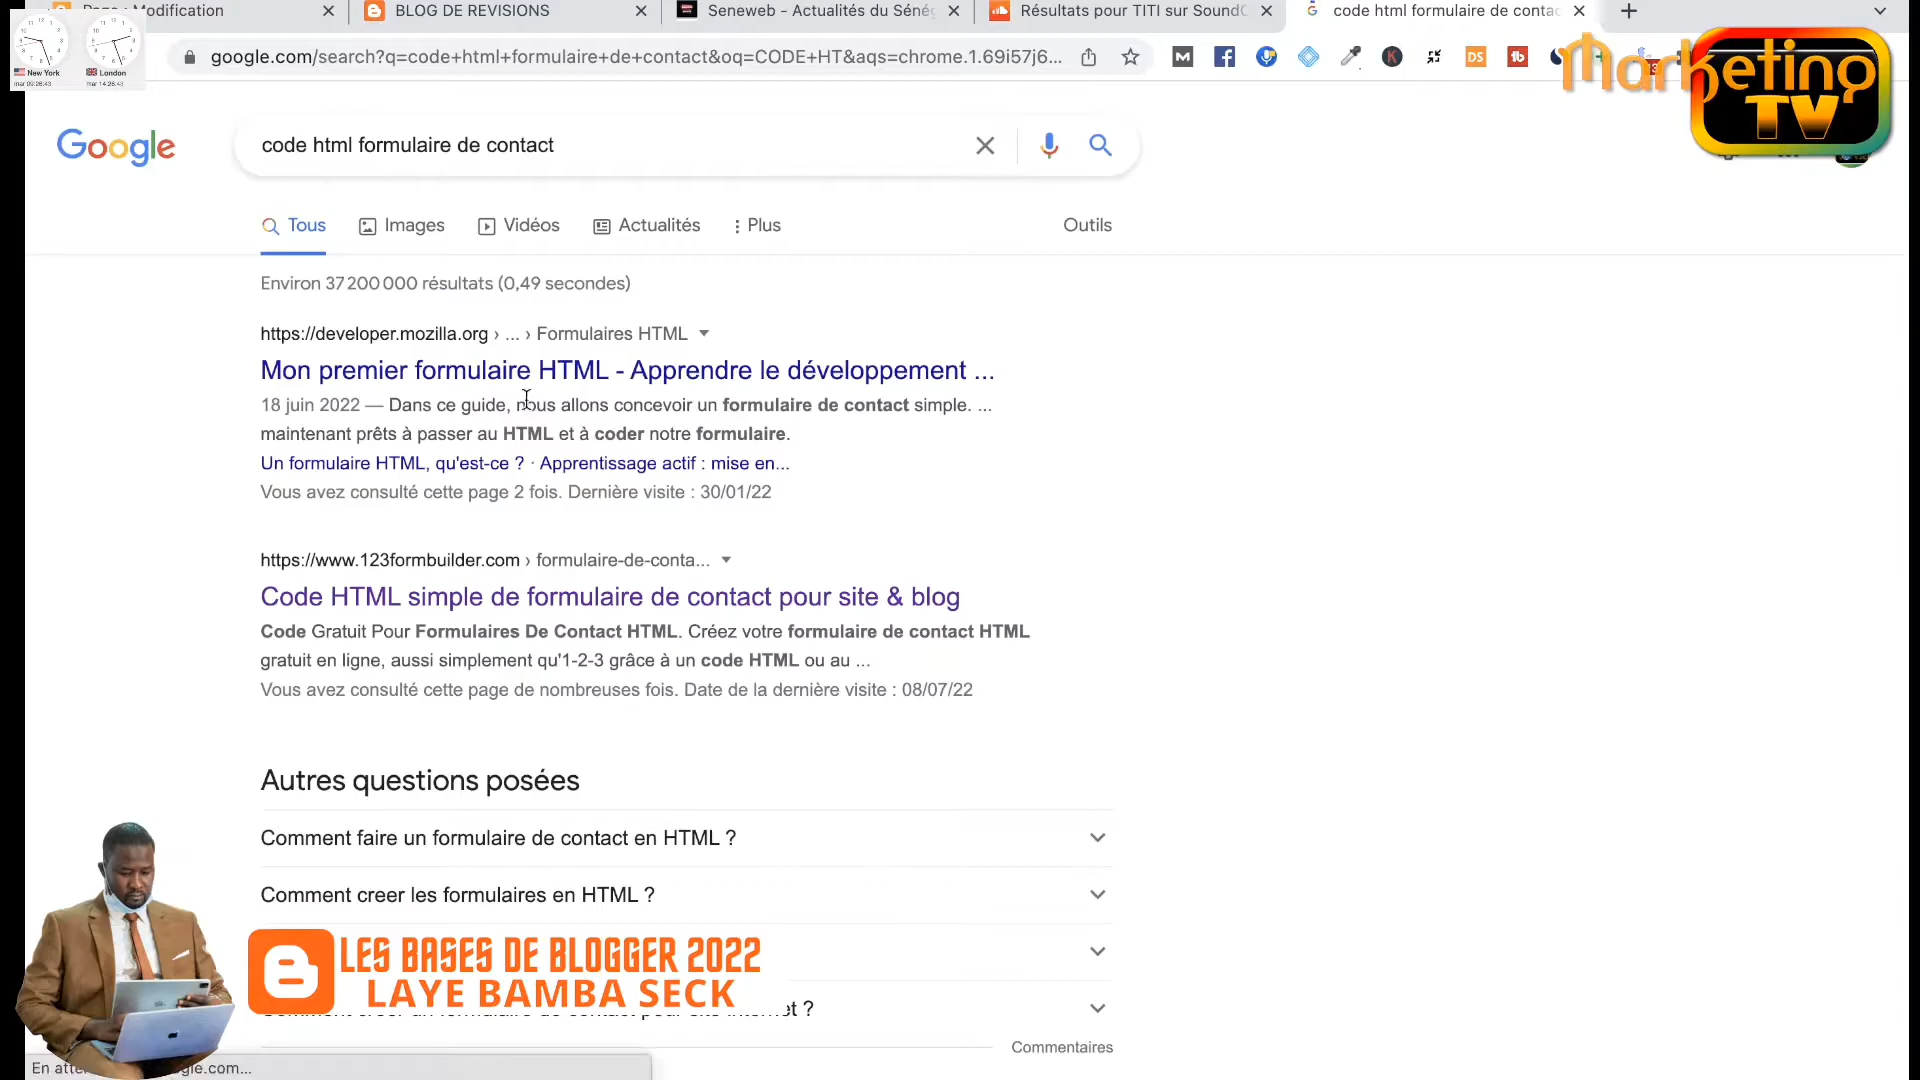 Modification
BLOG DE REVISIONS
Seneweb - Actualités du Sénég
Résultats pour TITI sur SoundC
code html formulaire de contac
New York
London
google.com/search?q=code+html+formulaire+de+contact&oq=CODE+HT&aqs=chrome.1.69i57j6...
Marketing
TV
Google
code html formulaire de contact
Tous
Images
Vidéos
Actualités
Plus
Outils
Environ 37 200 000 résultats (0,49 secondes)
https://developer.mozilla.org › ... › Formulaires HTML
Mon premier formulaire HTML - Apprendre le développement ...
18 juin 2022 — Dans ce guide, nous allons concevoir un formulaire de contact simple. ...
maintenant prêts à passer au HTML et à coder notre formulaire.
Un formulaire HTML, qu'est-ce ? · Apprentissage actif : mise en...
Vous avez consulté cette page 2 fois. Dernière visite : 30/01/22
https://www.123formbuilder.com › formulaire-de-conta...
Code HTML simple de formulaire de contact pour site & blog
Code Gratuit Pour Formulaires De Contact HTML. Créez votre formulaire de contact HTML
gratuit en ligne, aussi simplement qu'1-2-3 grâce à un code HTML ou au ...
Vous avez consulté cette page de nombreuses fois. Date de la dernière visite : 08/07/22
Autres questions posées
Comment faire un formulaire de contact en HTML ?
Comment creer les formulaires en HTML ?
LES BASES DE BLOGGER 2022
LAYE BAMBA SECK
Commentaires